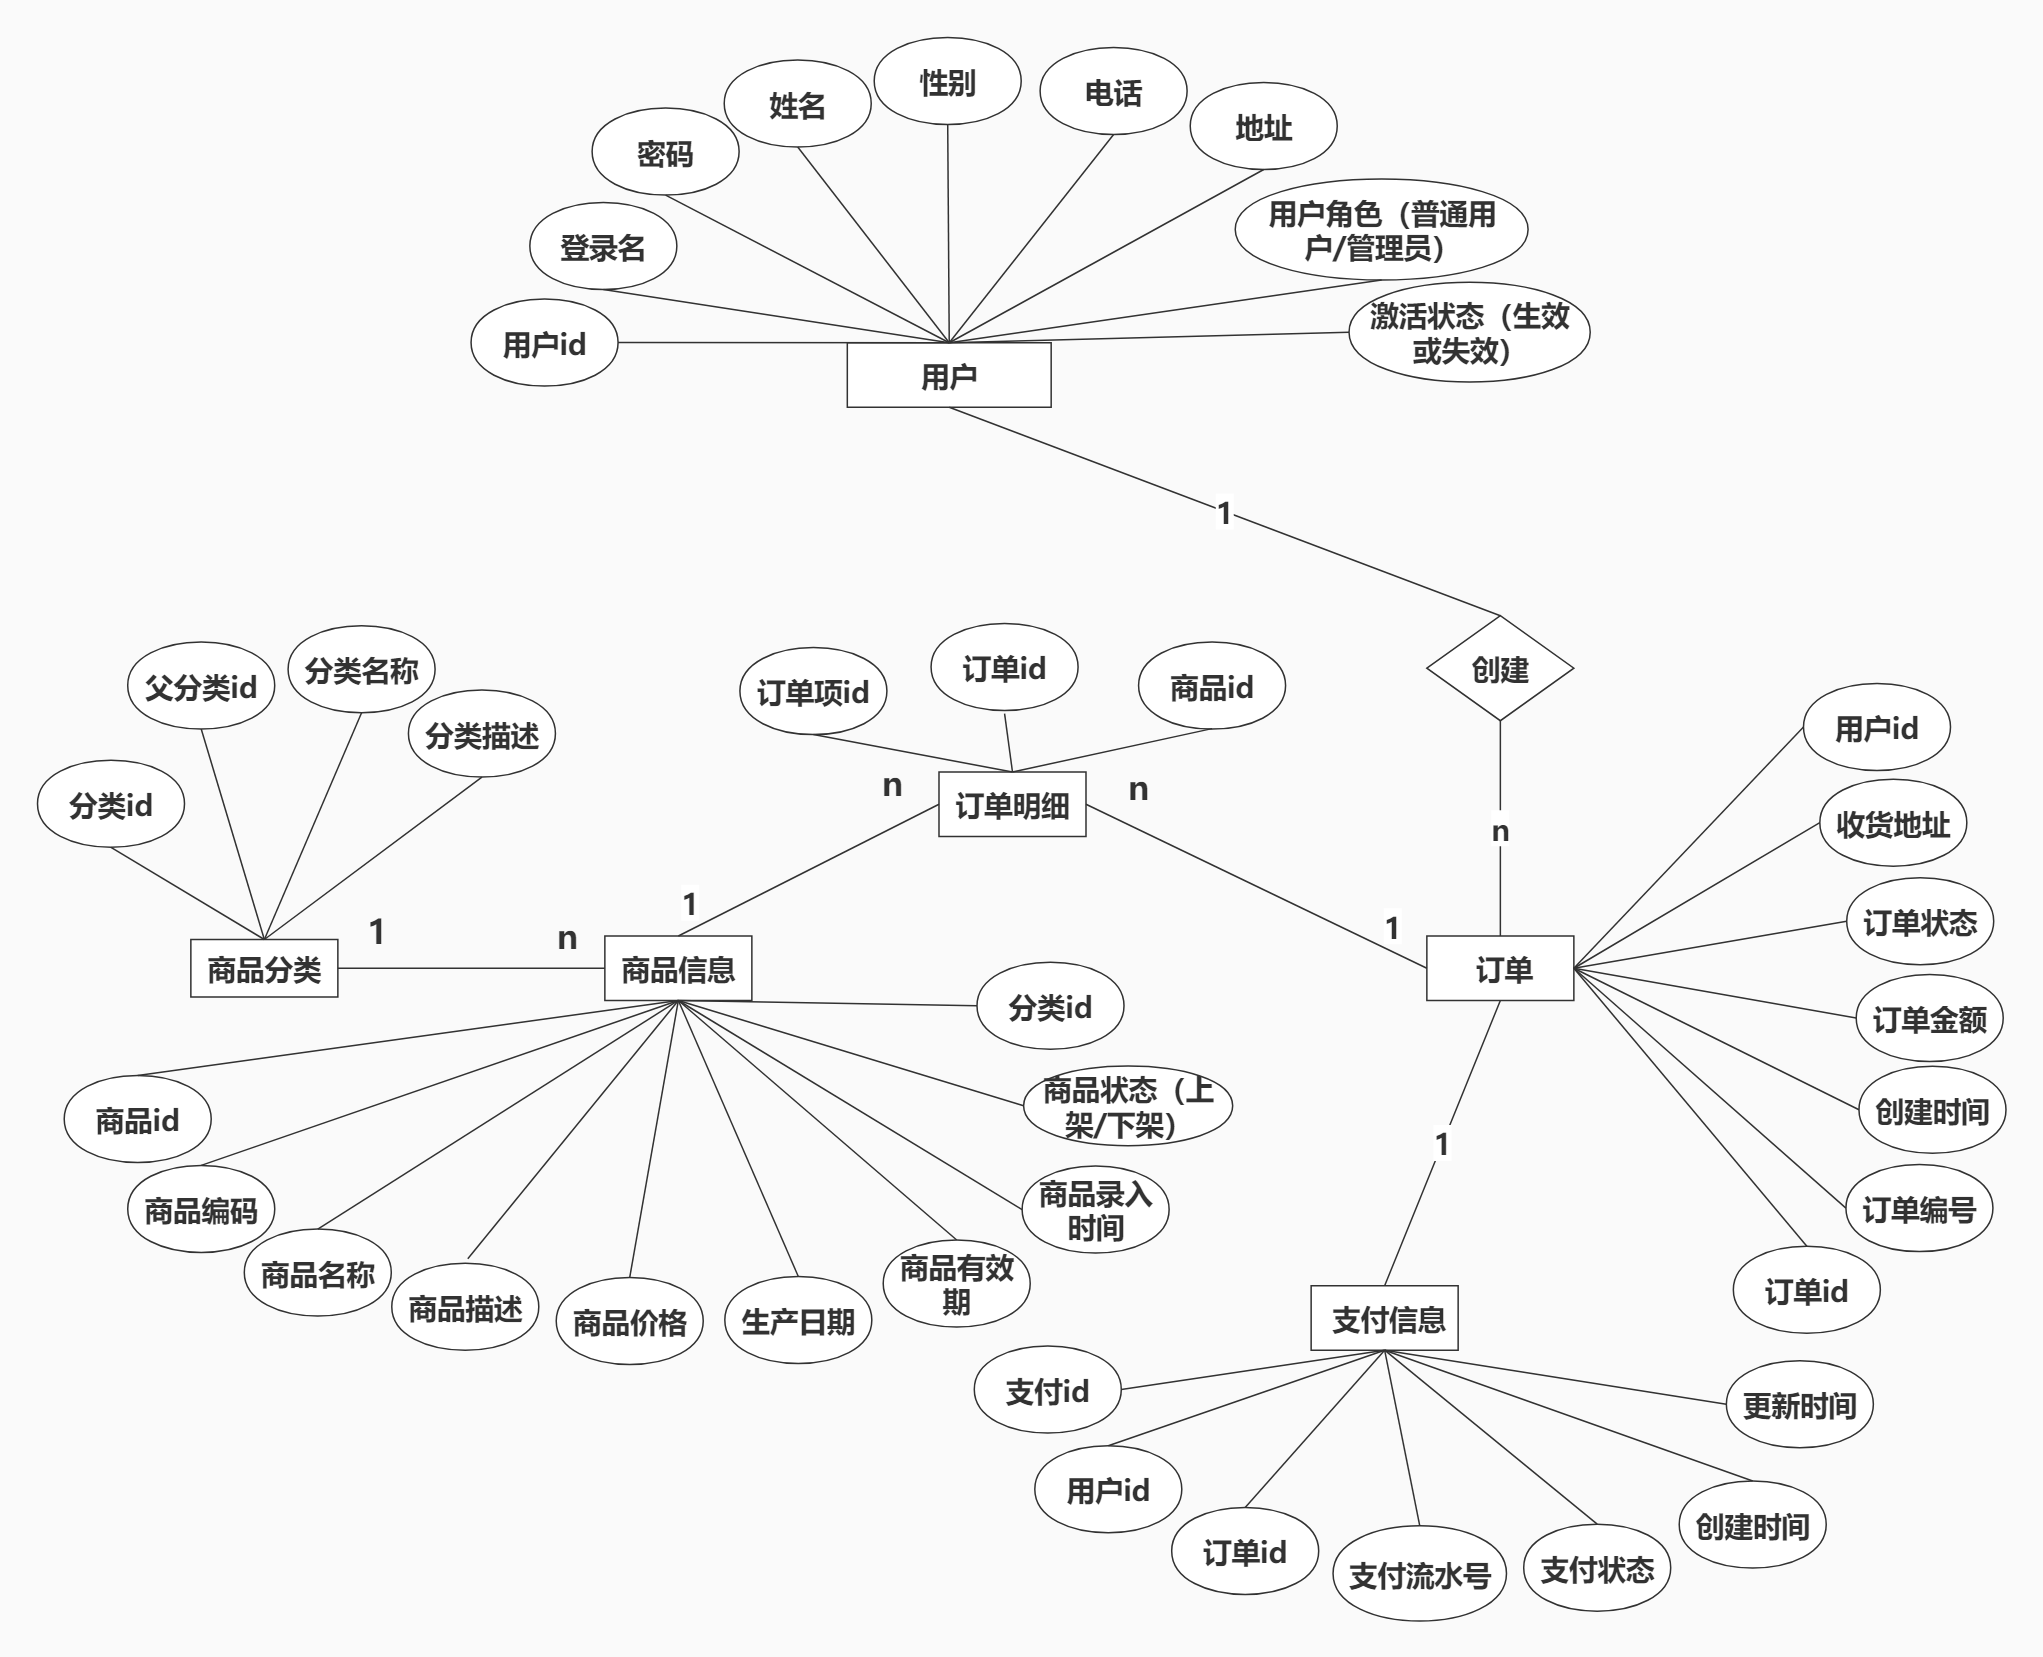 性别
电话
姓名
地址
密码
用户角色（普通用
户/管理员）
登录名
激活状态（生效
或失效）
用户id
用户
1
创建
父分类id
分类名称
分类描述
分类id
订单项id
订单id
商品id
n
订单明细
n
n
用户id
收货地址
1
1
1
n
商品分类
商品信息
订单
订单状态
分类id
订单金额
商品状态（上
架/下架）
创建时间
商品id
1
商品编码
商品录入
时间
订单编号
商品名称
商品描述
商品价格
生产日期
商品有效
期
订单id
支付信息
支付id
更新时间
用户id
创建时间
订单id
支付流水号
支付状态